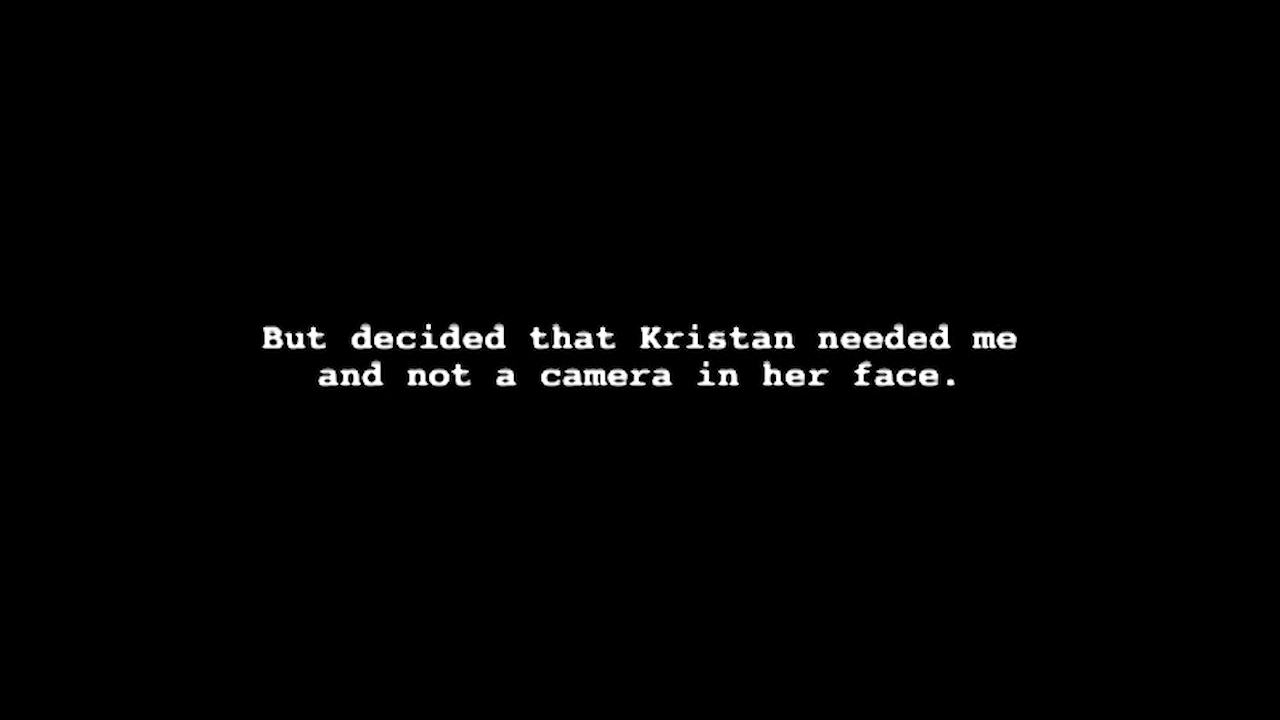 But decided that Kristan needed me
and not a camera in her face.